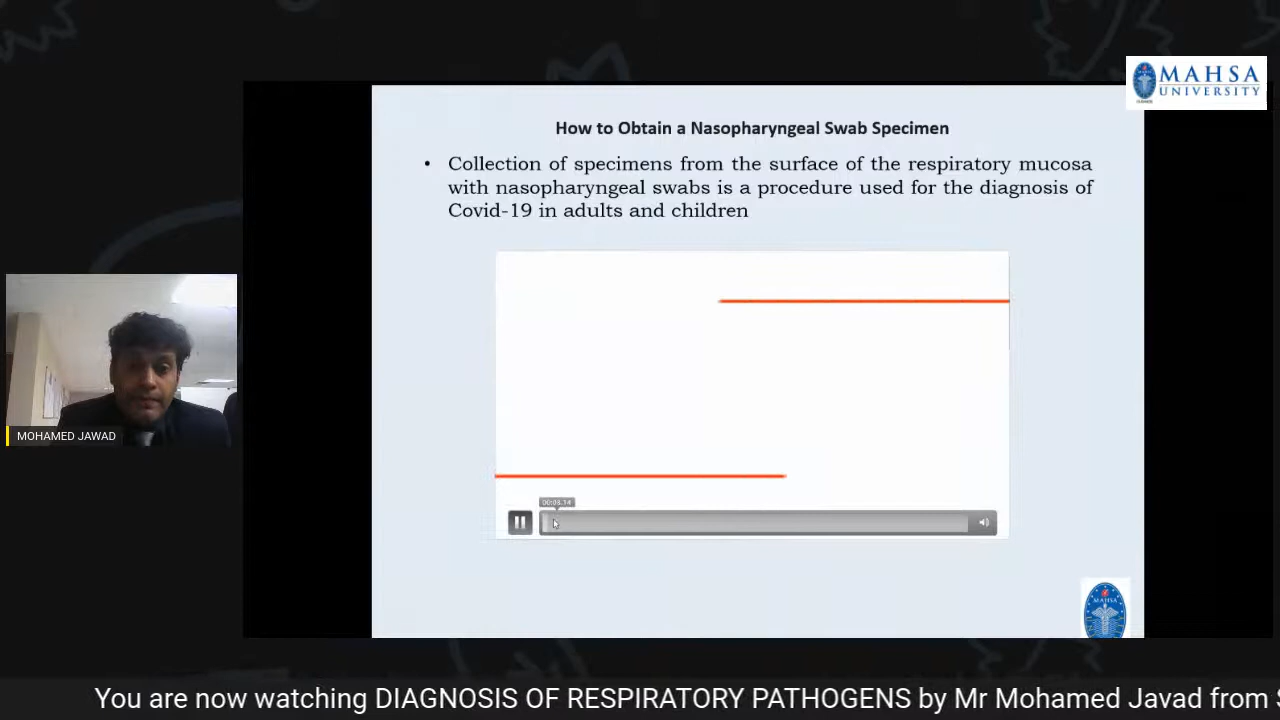 MAHSA
UNIVERSITY
How to Obtain a Nasopharyngeal Swab Specimen
• Collection of specimens from the surface of the respiratory mucosa
with nasopharyngeal swabs is a procedure used for the diagnosis of
Covid-19 in adults and children
MOHAMED JAWAD
MAHSA
You are now watching DIAGNOSIS OF RESPIRATORY PATHOGENS by Mr Mohamed Javad from